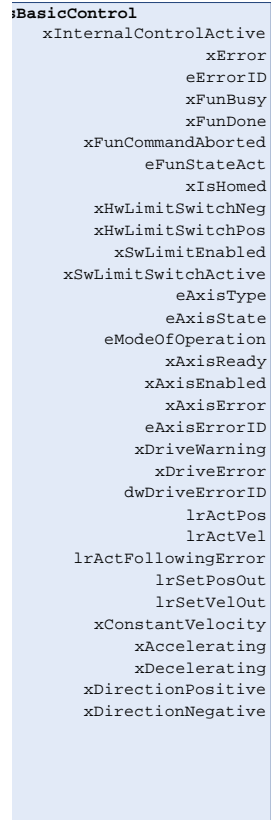 sBasicControl
xInternalControlActive
xError
eErrorID
xFunBusy
xFunDone
xFunCommandAborted
eFunStateAct
xIsHomed
xHwLimitSwitchNeg
xHwLimitSwitchPos
xSwLimitEnabled
xSwLimitSwitchActive
eAxisType
eAxisState
eModeOfOperation
xAxisReady
xAxisEnabled
xAxisError
eAxisErrorID
xDriveWarning
xDriveError
dwDriveErrorID
lrActPos
lrActVel
lrActFollowingError
lrSetPosOut
lrSetVelOut
xConstantVelocity
xAccelerating
xDecelerating
xDirectionPositive
xDirectionNegative